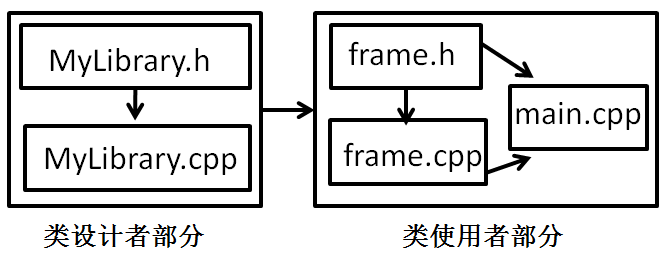 MyLibrary.h
MyLibrary.cpp
类设计者部分
frame.h
frame.cpp
main.cpp
类使用者部分